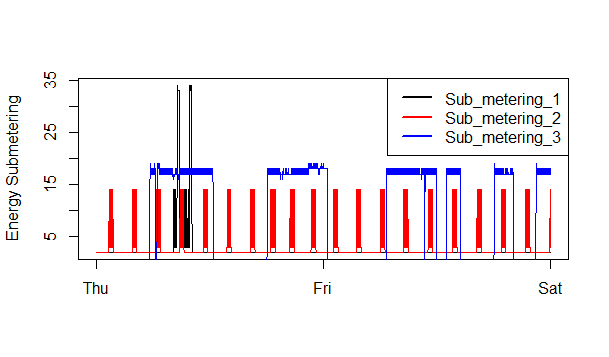 Energy Submetering
35
25
15
5
Sub_metering_1
Sub_metering_2
Sub_metering_3
Thu
Fri
Sat